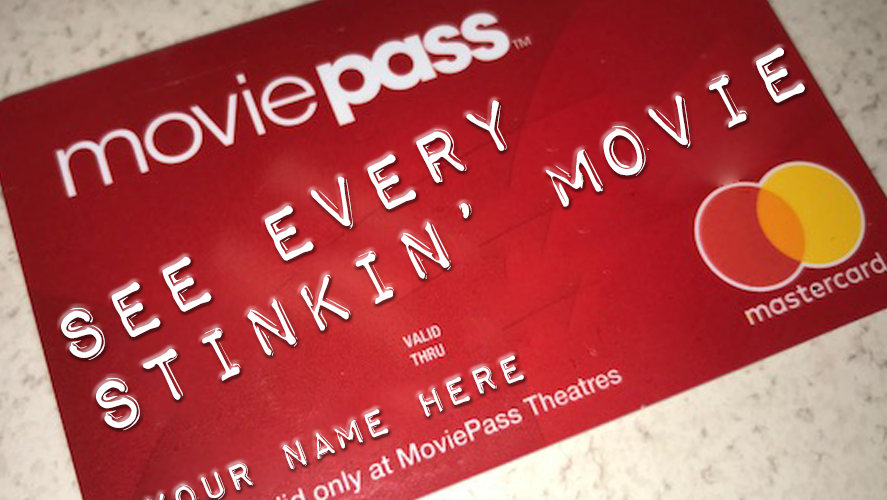 moviepass™
SEE EVERY
STINKIN' MOVIE
mastercard
VALID
THRU
YOUR NAME HERE
only at MoviePass Theatres